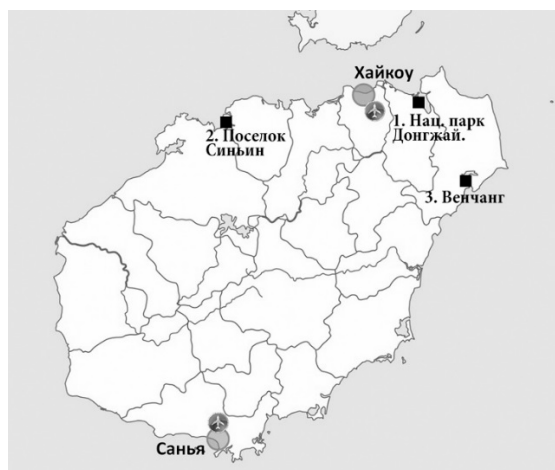 Хайкоу
1. Нац. парк
Донгжай.
2. Поселок
Синьин
3. Венчанг
Санья